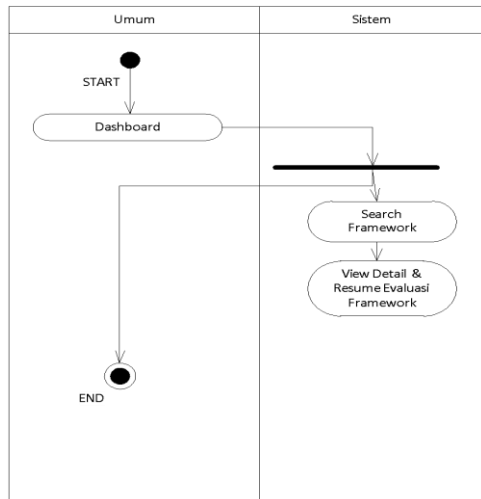 Umum
Sistem
START
Dashboard
Search
Framework
View Detail &
Resume Evaluasi
Framework
END